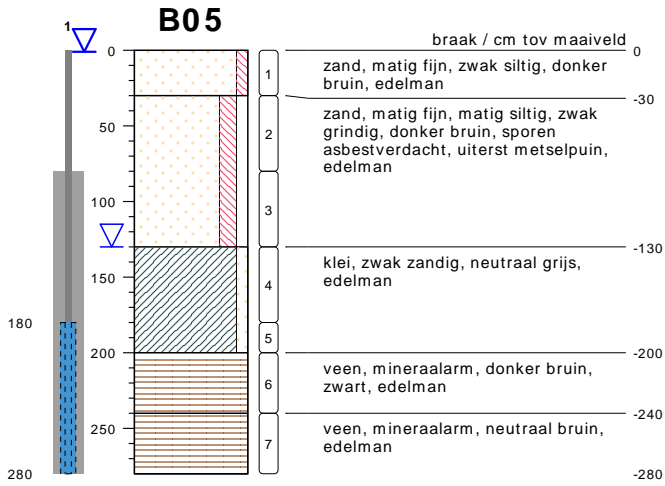 B05
1
braak / cm tov maaiveld
0
0
1
zand, matig fijn, zwak siltig, donker
bruin, edelman
-30
50
2
zand, matig fijn, matig siltig, zwak
grindig, donker bruin, sporen
asbestverdacht, uiterst metselpuin,
edelman
100
3
-130
150
4
klei, zwak zandig, neutraal grijs,
edelman
180
5
200
-200
6
veen, mineraalarm, donker bruin,
zwart, edelman
-240
250
7
veen, mineraalarm, neutraal bruin,
edelman
280
-280